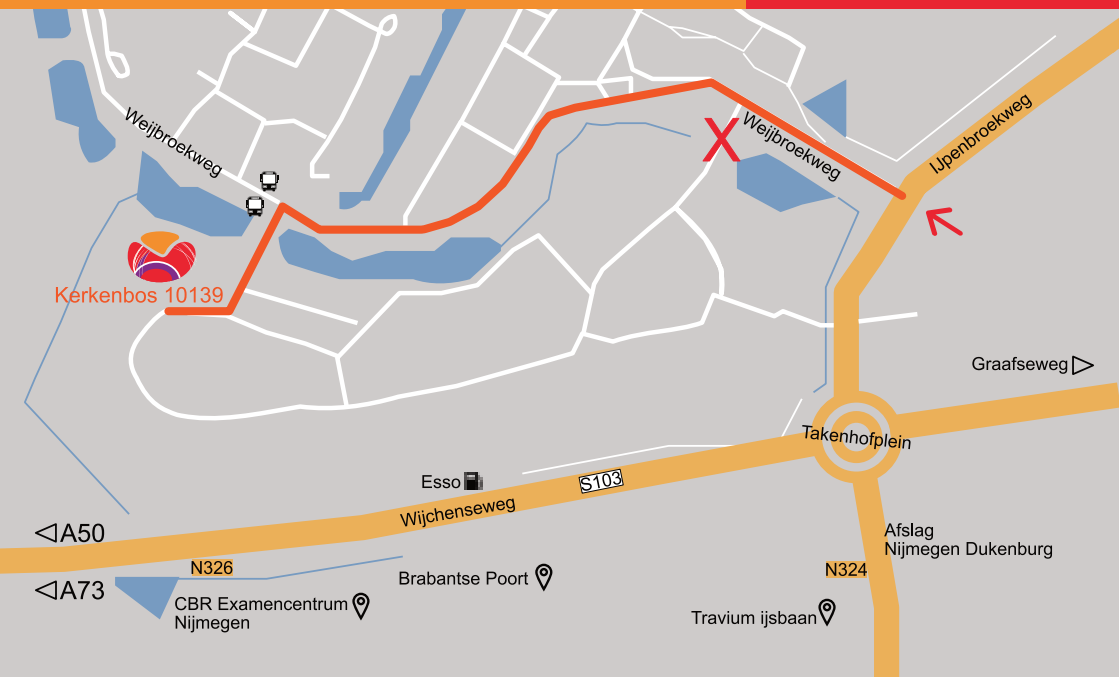 Weijbroekweg
Weijbroekweg
X
IJpenbroekweg
Kerkenbos 10139
Graafseweg
Takenhofplein
Esso
S103
Wijchenseweg
A50
Afslag
Nijmegen Dukenburg
N326
N324
Brabantse Poort
A73
CBR Examencentrum
Nijmegen
Travium ijsbaan